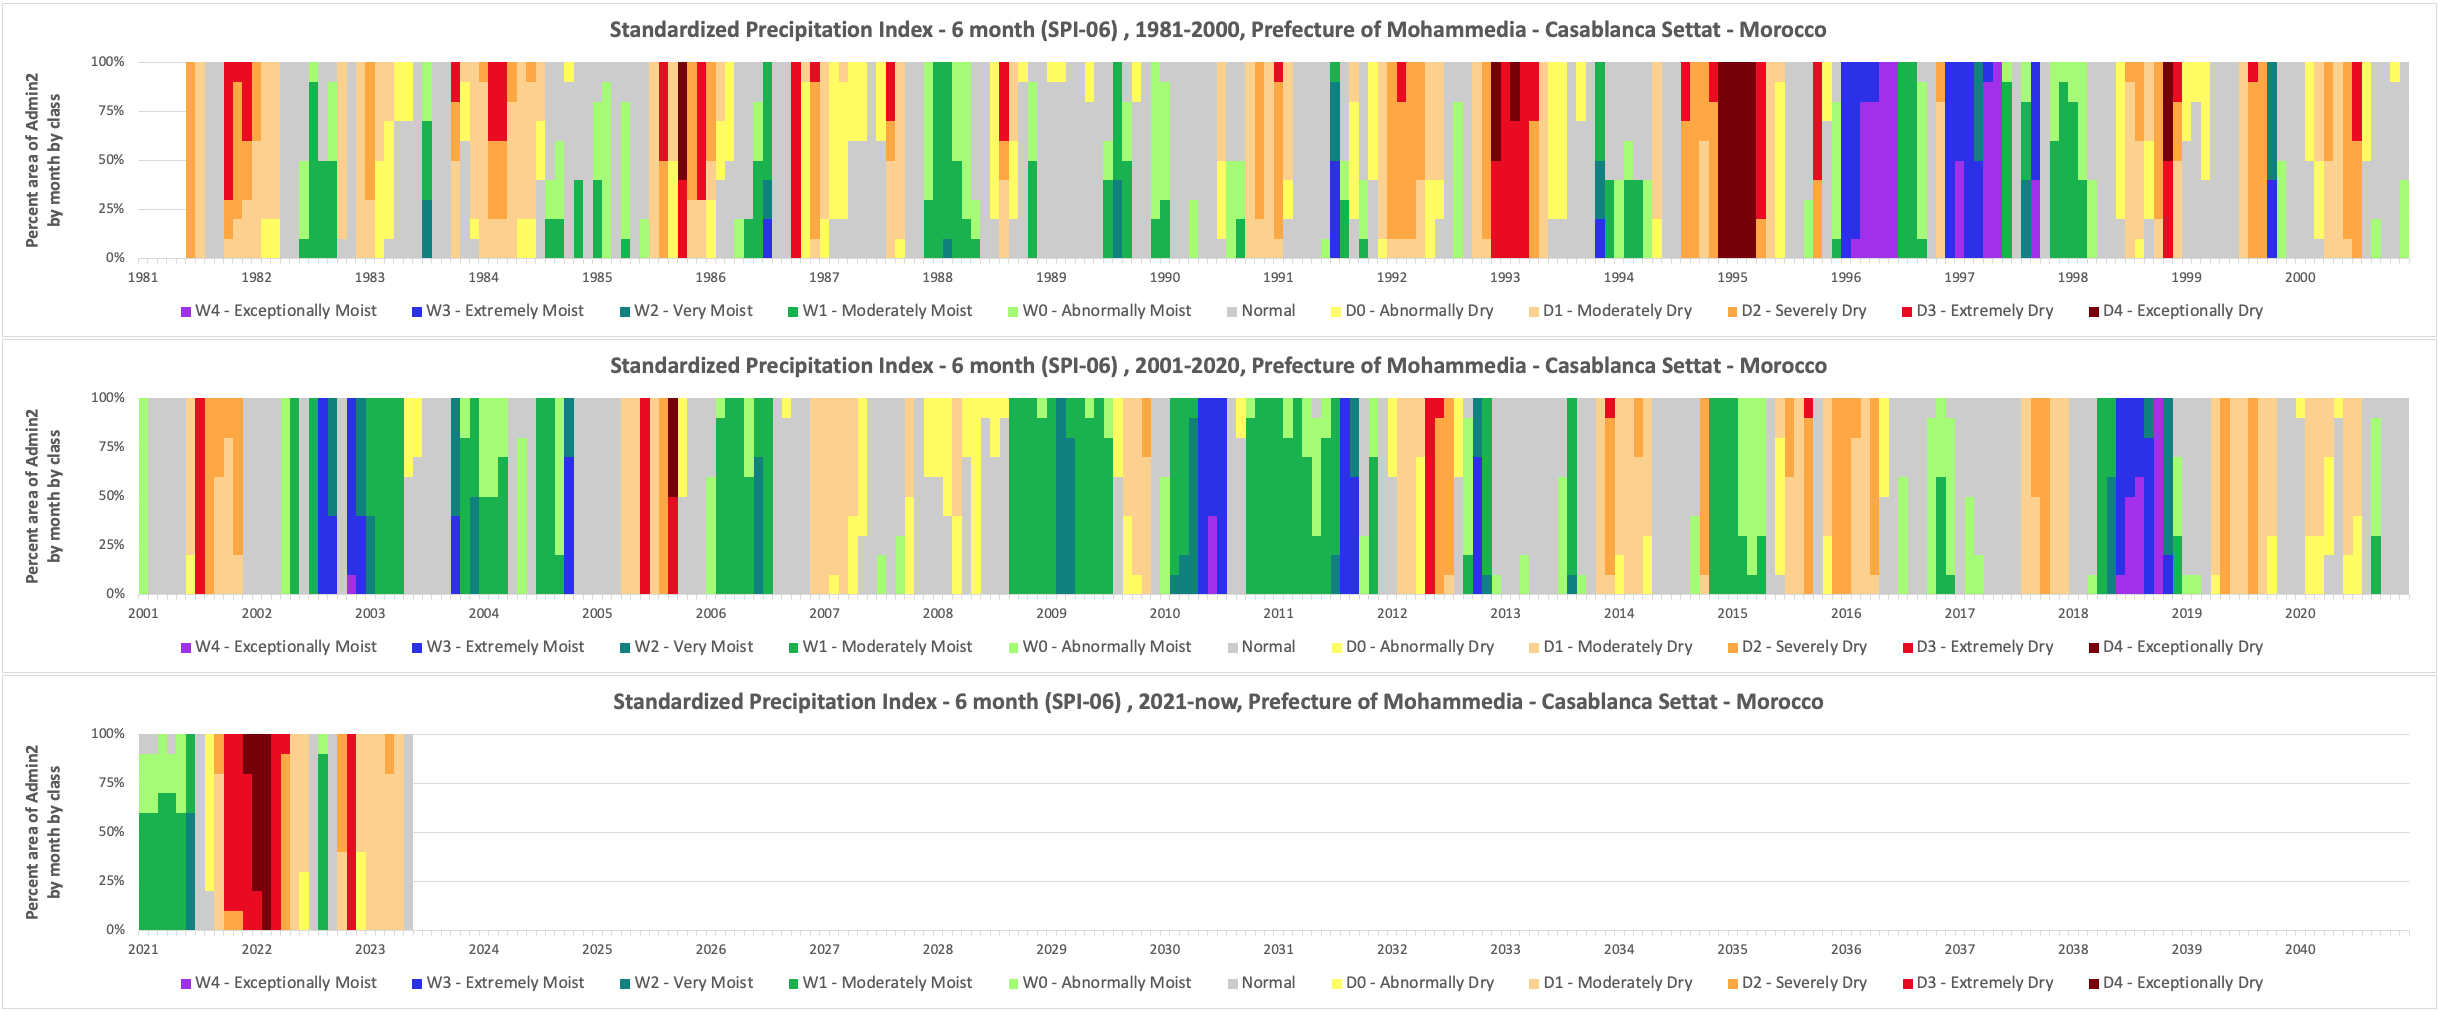 Standardized Precipitation Index - 6 month (SPI-06) , 1981-2000, Prefecture of Mohammedia - Casablanca Settat - Morocco
Percent area of Admin2
by month by class
100%
75%
50%
25%
0%
1981 1982 1983 1984 1985 1986 1987 1988 1989 1990 1991 1992 1993 1994 1995 1996 1997 1998 1999 2000
W4 - Exceptionally Moist W3 - Extremely Moist W2 - Very Moist W1 - Moderately Moist W0 - Abnormally Moist Normal D0 - Abnormally Dry D1 - Moderately Dry D2 - Severely Dry D3 - Extremely Dry D4 - Exceptionally Dry
Standardized Precipitation Index - 6 month (SPI-06) , 2001-2020, Prefecture of Mohammedia - Casablanca Settat - Morocco
Percent area of Admin2
by month by class
100%
75%
50%
25%
0%
2001 2002 2003 2004 2005 2006 2007 2008 2009 2010 2011 2012 2013 2014 2015 2016 2017 2018 2019 2020
W4 - Exceptionally Moist W3 - Extremely Moist W2 - Very Moist W1 - Moderately Moist W0 - Abnormally Moist Normal D0 - Abnormally Dry D1 - Moderately Dry D2 - Severely Dry D3 - Extremely Dry D4 - Exceptionally Dry
Standardized Precipitation Index - 6 month (SPI-06) , 2021-now, Prefecture of Mohammedia - Casablanca Settat - Morocco
Percent area of Admin2
by month by class
100%
75%
50%
25%
0%
2021 2022 2023 2024 2025 2026 2027 2028 2029 2030 2031 2032 2033 2034 2035 2036 2037 2038 2039 2040
W4 - Exceptionally Moist W3 - Extremely Moist W2 - Very Moist W1 - Moderately Moist W0 - Abnormally Moist Normal D0 - Abnormally Dry D1 - Moderately Dry D2 - Severely Dry D3 - Extremely Dry D4 - Exceptionally Dry